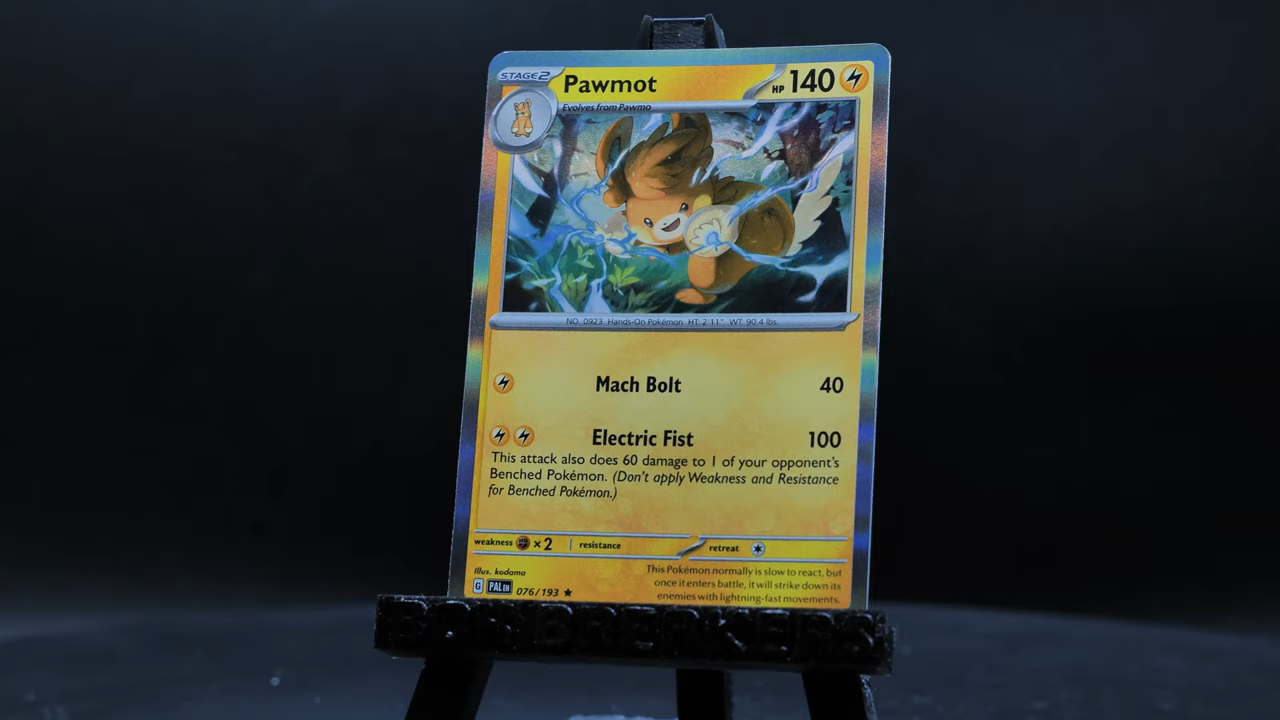 STAGE2 Pawmot HP 140
Evolves from Pawmo
NO. 0923 Hands-On Pokémon HT: 2'11" WT: 90.4 lbs.
Mach Bolt 40
Electric Fist 100
This attack also does 60 damage to 1 of your opponent's
Benched Pokémon. (Don't apply Weakness and Resistance
for Benched Pokémon.)
weakness ×2 resistance retreat
Illus. kodama
G PAL EN 076/193
This Pokémon normally is slow to react, but
once it enters battle, it will strike down its
enemies with lightning-fast movements.
BREAKERS